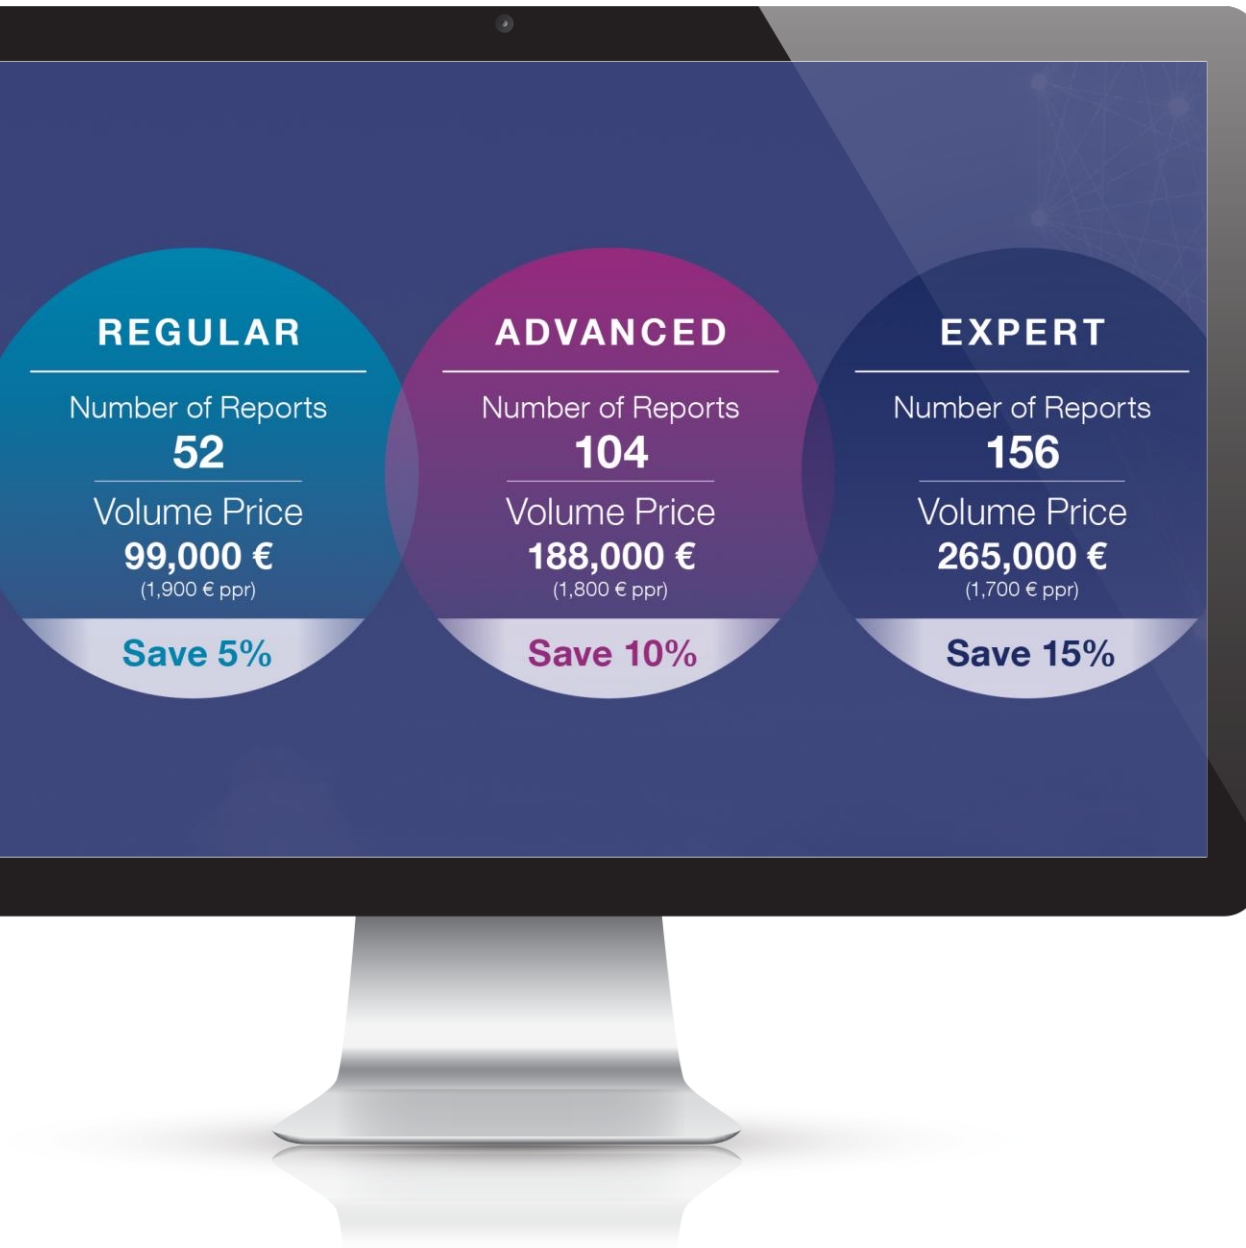 REGULAR
Number of Reports
52
Volume Price
99,000 €
(1,900 € ppr)
Save 5%
ADVANCED
Number of Reports
104
Volume Price
188,000 €
(1,800 € ppr)
Save 10%
EXPERT
Number of Reports
156
Volume Price
265,000 €
(1,700 € ppr)
Save 15%